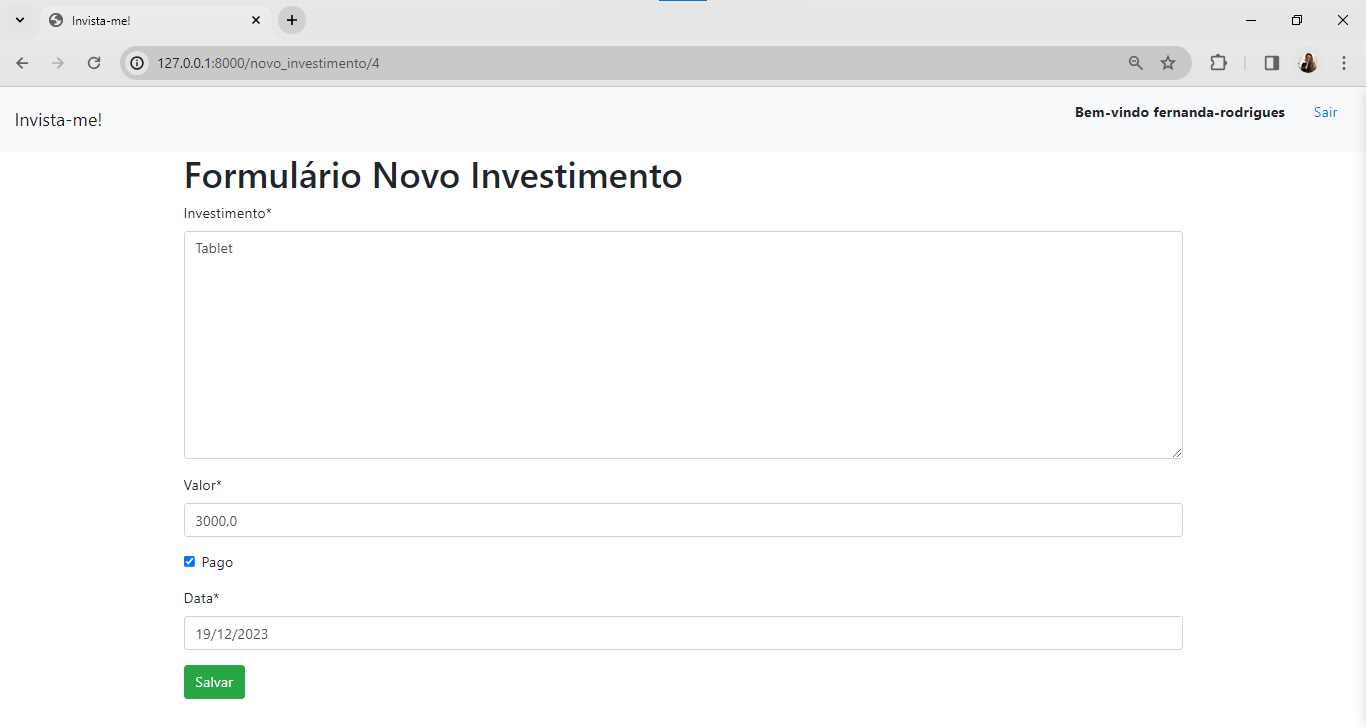 Invista-me!
127.0.0.1:8000/novo_investimento/4
Invista-me!
Bem-vindo fernanda-rodrigues Sair
Formulário Novo Investimento
Investimento*
Tablet
Valor*
3000,0
Pago
Data*
19/12/2023
Salvar